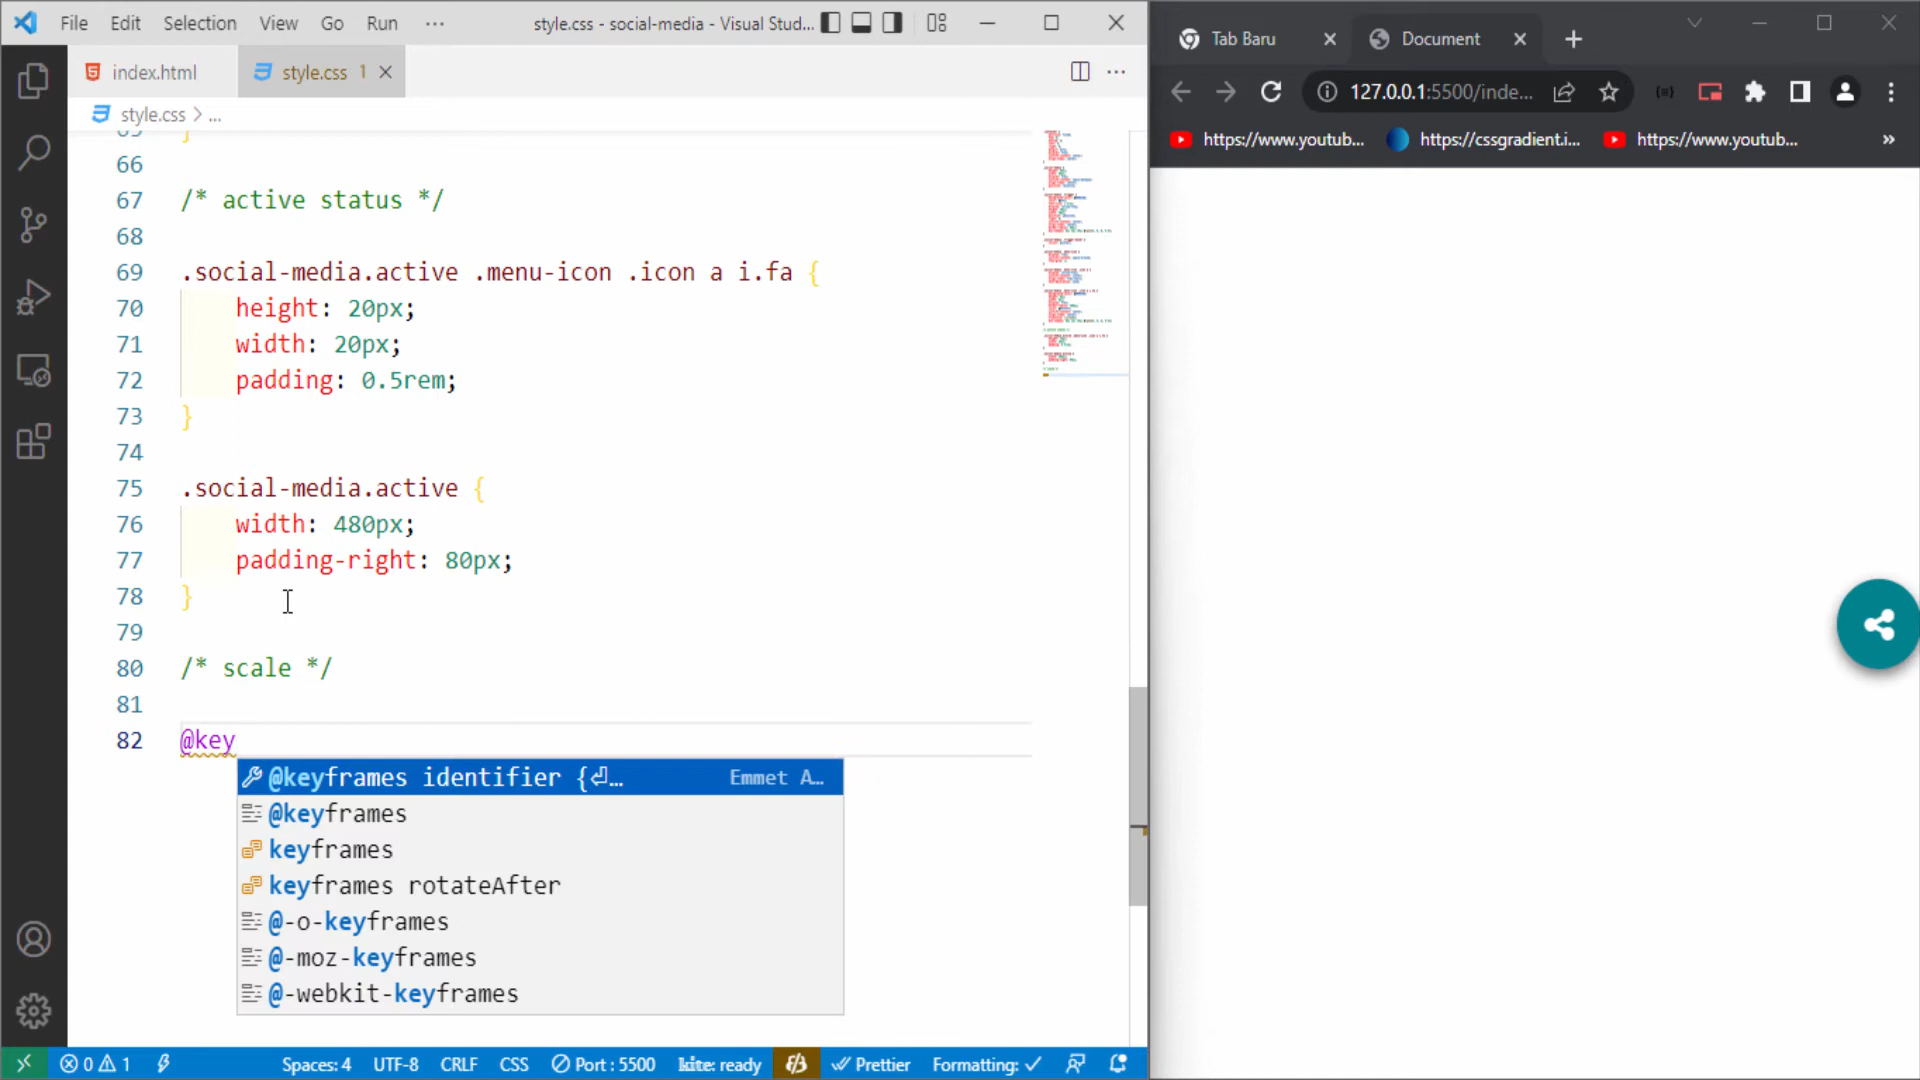 File Edit Selection View Go Run ··· style.css - social-media - Visual Stud...
index.html style.css 1
style.css > ...
65 }
66
67 /* active status */
68
69 .social-media.active .menu-icon .icon a i.fa {
70 height: 20px;
71 width: 20px;
72 padding: 0.5rem;
73 }
74
75 .social-media.active {
76 width: 480px;
77 padding-right: 80px;
78 }
79
80 /* scale */
81
82 @key
@keyframes identifier {⏎… Emmet A…
@keyframes
keyframes
keyframes rotateAfter
@-o-keyframes
@-moz-keyframes
@-webkit-keyframes
0 1 Spaces: 4 UTF-8 CRLF CSS Port : 5500 kite: ready Prettier Formatting: ✓
Tab Baru Document
127.0.0.1:5500/inde...
https://www.youtub... https://cssgradient.i... https://www.youtub... »